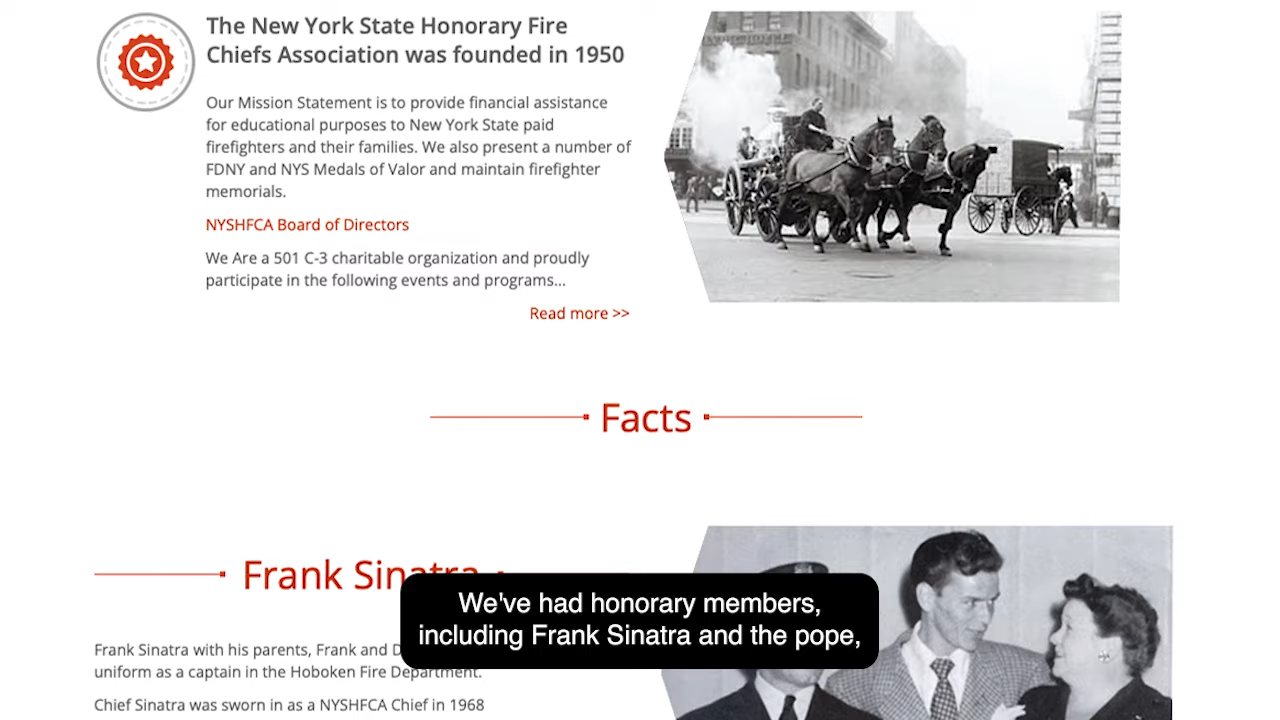 The New York State Honorary Fire
Chiefs Association was founded in 1950
Our Mission Statement is to provide financial assistance
for educational purposes to New York State paid
firefighters and their families. We also present a number of
FDNY and NYS Medals of Valor and maintain firefighter
memorials.
NYSHFCA Board of Directors
We Are a 501 C-3 charitable organization and proudly
participate in the following events and programs...
Read more >>
Facts
Frank Sinatra
Frank Sinatra with his parents, Frank and
uniform as a captain in the Hoboken Fire Department.
Chief Sinatra was sworn in as a NYSHFCA Chief in 1968
We've had honorary members,
including Frank Sinatra and the pope,